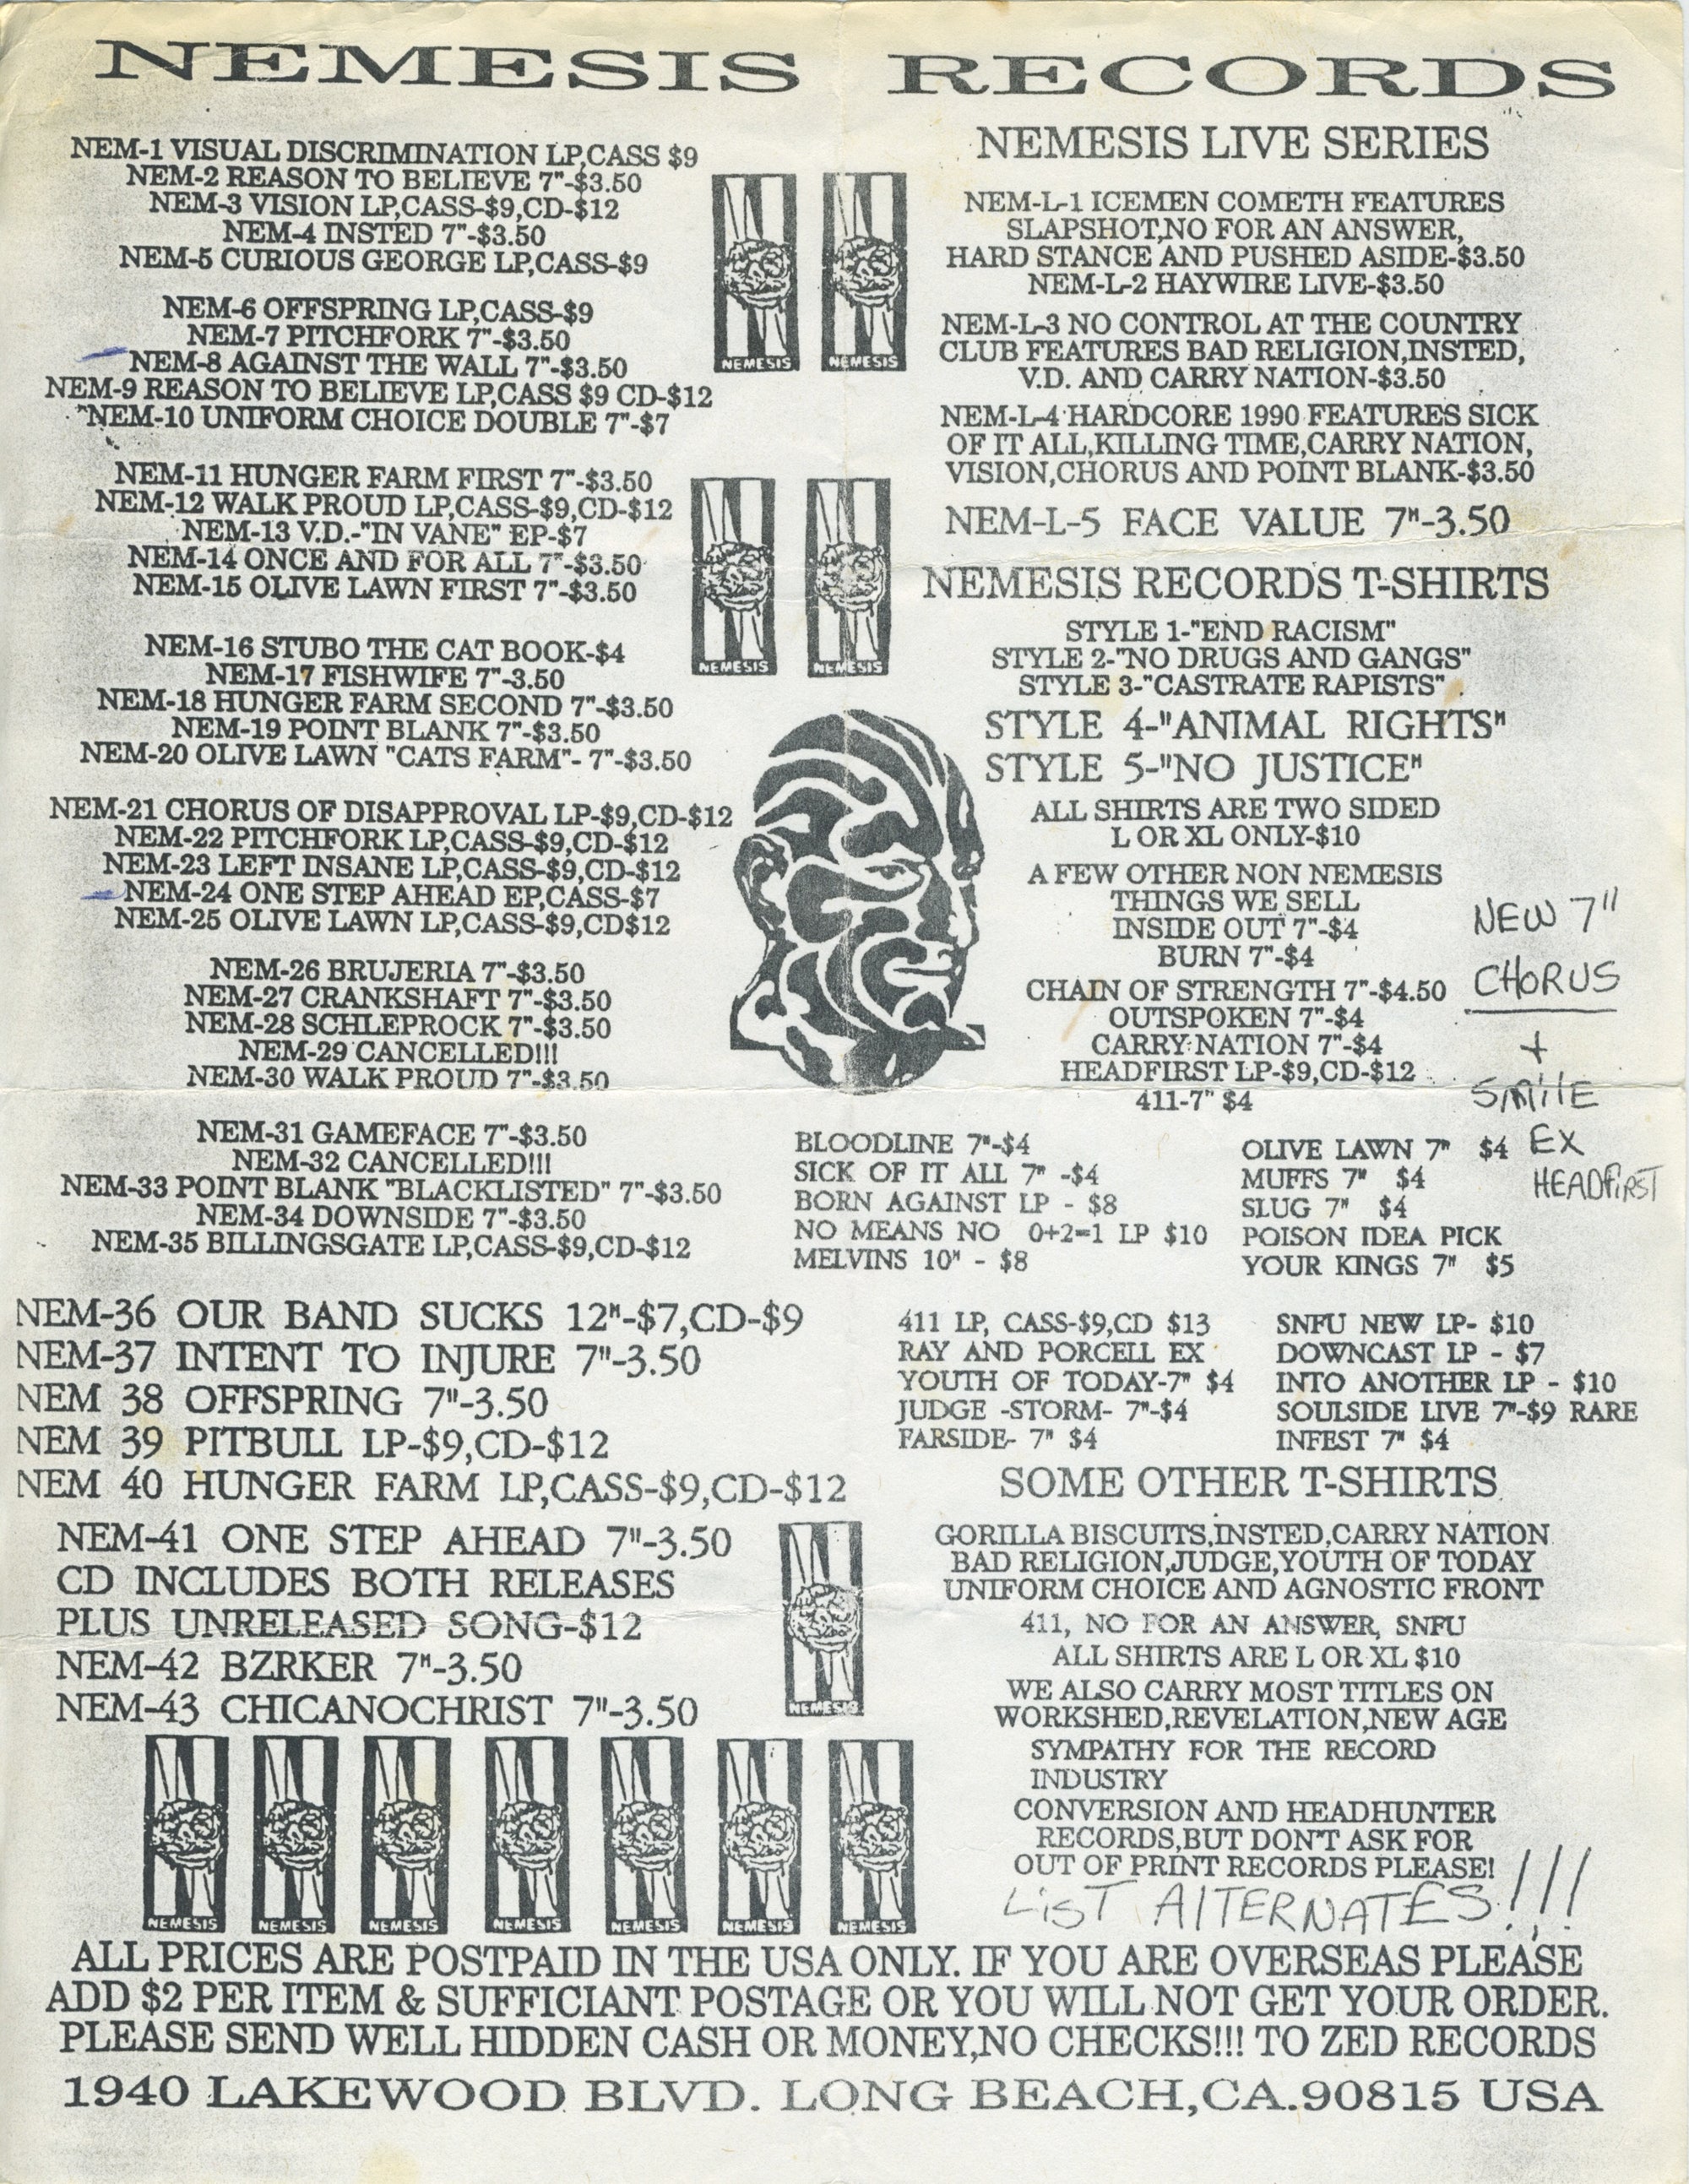 NEMESIS RECORDS
NEM-1 VISUAL DISCRIMINATION LP,CASS $9
NEM-2 REASON TO BELIEVE 7"-$3.50
NEM-3 VISION LP,CASS-$9,CD-$12
NEM-4 INSTED 7"-$3.50
NEM-5 CURIOUS GEORGE LP,CASS-$9
NEM-6 OFFSPRING LP,CASS-$9
NEM-7 PITCHFORK 7"-$3.50
NEM-8 AGAINST THE WALL 7"-$3.50
NEM-9 REASON TO BELIEVE LP,CASS $9 CD-$12
NEM-10 UNIFORM CHOICE DOUBLE 7"-$7
NEM-11 HUNGER FARM FIRST 7"-$3.50
NEM-12 WALK PROUD LP,CASS-$9,CD-$12
NEM-13 V.D.-"IN VANE" EP-$7
NEM-14 ONCE AND FOR ALL 7"-$3.50
NEM-15 OLIVE LAWN FIRST 7"-$3.50
NEM-16 STUBO THE CAT BOOK-$4
NEM-17 FISHWIFE 7"-3.50
NEM-18 HUNGER FARM SECOND 7"-$3.50
NEM-19 POINT BLANK 7"-$3.50
NEM-20 OLIVE LAWN "CATS FARM"- 7"-$3.50
NEM-21 CHORUS OF DISAPPROVAL LP-$9,CD-$12
NEM-22 PITCHFORK LP,CASS-$9,CD-$12
NEM-23 LEFT INSANE LP,CASS-$9,CD-$12
NEM-24 ONE STEP AHEAD EP,CASS-$7
NEM-25 OLIVE LAWN LP,CASS-$9,CD$12
NEM-26 BRUJERIA 7"-$3.50
NEM-27 CRANKSHAFT 7"-$3.50
NEM-28 SCHLEPROCK 7"-$3.50
NEM-29 CANCELLED!!!
NEM-30 WALK PROUD 7"-$3.50
NEM-31 GAMEFACE 7"-$3.50
NEM-32 CANCELLED!!!
NEM-33 POINT BLANK "BLACKLISTED" 7"-$3.50
NEM-34 DOWNSIDE 7"-$3.50
NEM-35 BILLINGSGATE LP,CASS-$9,CD-$12
NEM-36 OUR BAND SUCKS 12"-$7,CD-$9
NEM-37 INTENT TO INJURE 7"-3.50
NEM 38 OFFSPRING 7"-3.50
NEM 39 PITBULL LP-$9,CD-$12
NEM 40 HUNGER FARM LP,CASS-$9,CD-$12
NEM-41 ONE STEP AHEAD 7"-3.50
CD INCLUDES BOTH RELEASES
PLUS UNRELEASED SONG-$12
NEM-42 BZRKER 7"-3.50
NEM-43 CHICANOCHRIST 7"-3.50
NEMESIS NEMESIS
NEMESIS NEMESIS
NEMESIS
NEMESIS NEMESIS NEMESIS NEMESIS NEMESIS NEMESIS NEMESIS
NEMESIS LIVE SERIES
NEM-L-1 ICEMEN COMETH FEATURES
SLAPSHOT,NO FOR AN ANSWER,
HARD STANCE AND PUSHED ASIDE-$3.50
NEM-L-2 HAYWIRE LIVE-$3.50
NEM-L-3 NO CONTROL AT THE COUNTRY
CLUB FEATURES BAD RELIGION,INSTED,
V.D. AND CARRY NATION-$3.50
NEM-L-4 HARDCORE 1990 FEATURES SICK
OF IT ALL,KILLING TIME,CARRY NATION,
VISION,CHORUS AND POINT BLANK-$3.50
NEM-L-5 FACE VALUE 7"-3.50
NEMESIS RECORDS T-SHIRTS
STYLE 1-"END RACISM"
STYLE 2-"NO DRUGS AND GANGS"
STYLE 3-"CASTRATE RAPISTS"
STYLE 4-"ANIMAL RIGHTS"
STYLE 5-"NO JUSTICE"
ALL SHIRTS ARE TWO SIDED
L OR XL ONLY-$10
A FEW OTHER NON NEMESIS
THINGS WE SELL
INSIDE OUT 7"-$4
BURN 7"-$4
CHAIN OF STRENGTH 7"-$4.50
OUTSPOKEN 7"-$4
CARRY NATION 7"-$4
HEADFIRST LP-$9,CD-$12
411-7" $4
NEW 7"
CHORUS
+
SMILE
EX
HEADFIRST
BLOODLINE 7"-$4
SICK OF IT ALL 7" -$4
BORN AGAINST LP - $8
NO MEANS NO 0+2=1 LP $10
MELVINS 10" - $8
OLIVE LAWN 7" $4
MUFFS 7" $4
SLUG 7" $4
POISON IDEA PICK
YOUR KINGS 7" $5
411 LP, CASS-$9,CD $13
RAY AND PORCELL EX
YOUTH OF TODAY-7" $4
JUDGE -STORM- 7"-$4
FARSIDE- 7" $4
SNFU NEW LP- $10
DOWNCAST LP - $7
INTO ANOTHER LP - $10
SOULSIDE LIVE 7"-$9 RARE
INFEST 7" $4
SOME OTHER T-SHIRTS
GORILLA BISCUITS,INSTED,CARRY NATION
BAD RELIGION,JUDGE,YOUTH OF TODAY
UNIFORM CHOICE AND AGNOSTIC FRONT
411, NO FOR AN ANSWER, SNFU
ALL SHIRTS ARE L OR XL $10
WE ALSO CARRY MOST TITLES ON
WORKSHED,REVELATION,NEW AGE
SYMPATHY FOR THE RECORD
INDUSTRY
CONVERSION AND HEADHUNTER
RECORDS,BUT DON'T ASK FOR
OUT OF PRINT RECORDS PLEASE!
LIST ALTERNATES!!!
ALL PRICES ARE POSTPAID IN THE USA ONLY. IF YOU ARE OVERSEAS PLEASE
ADD $2 PER ITEM & SUFFICIANT POSTAGE OR YOU WILL NOT GET YOUR ORDER.
PLEASE SEND WELL HIDDEN CASH OR MONEY,NO CHECKS!!! TO ZED RECORDS
1940 LAKEWOOD BLVD. LONG BEACH,CA.90815 USA